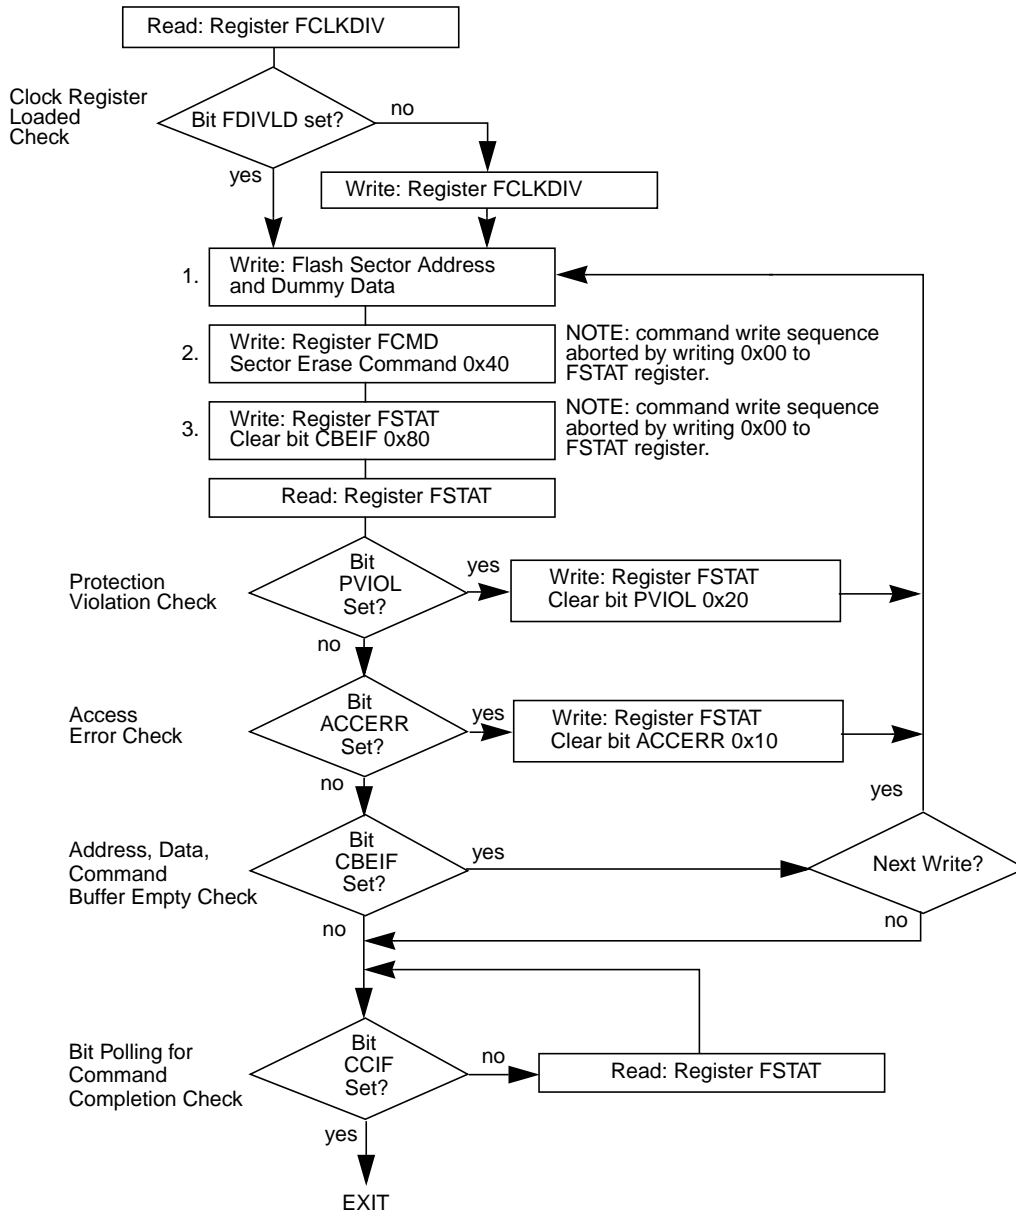 Read: Register FCLKDIV
Clock Register
Loaded
Check
Bit FDIVLD set?
no
yes
Write: Register FCLKDIV
1.
Write: Flash Sector Address
and Dummy Data
2.
Write: Register FCMD
Sector Erase Command 0x40
NOTE: command write sequence
aborted by writing 0x00 to
FSTAT register.
3.
Write: Register FSTAT
Clear bit CBEIF 0x80
NOTE: command write sequence
aborted by writing 0x00 to
FSTAT register.
Read: Register FSTAT
Protection
Violation Check
Bit
PVIOL
Set?
yes
Write: Register FSTAT
Clear bit PVIOL 0x20
no
Access
Error Check
Bit
ACCERR
Set?
yes
Write: Register FSTAT
Clear bit ACCERR 0x10
no
yes
Address, Data,
Command
Buffer Empty Check
Bit
CBEIF
Set?
yes
Next Write?
no
no
Bit Polling for
Command
Completion Check
Bit
CCIF
Set?
no
Read: Register FSTAT
yes
EXIT